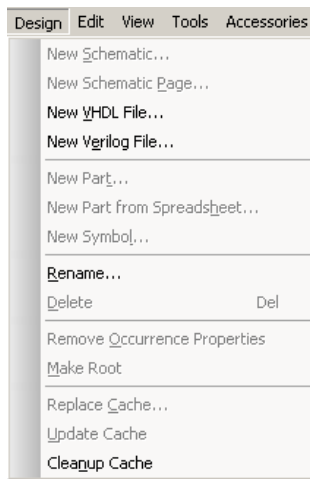 Design Edit View Tools Accessories
New Schematic...
New Schematic Page...
New VHDL File...
New Verilog File...
New Part...
New Part from Spreadsheet...
New Symbol...
Rename...
Delete Del
Remove Occurrence Properties
Make Root
Replace Cache...
Update Cache
Cleanup Cache